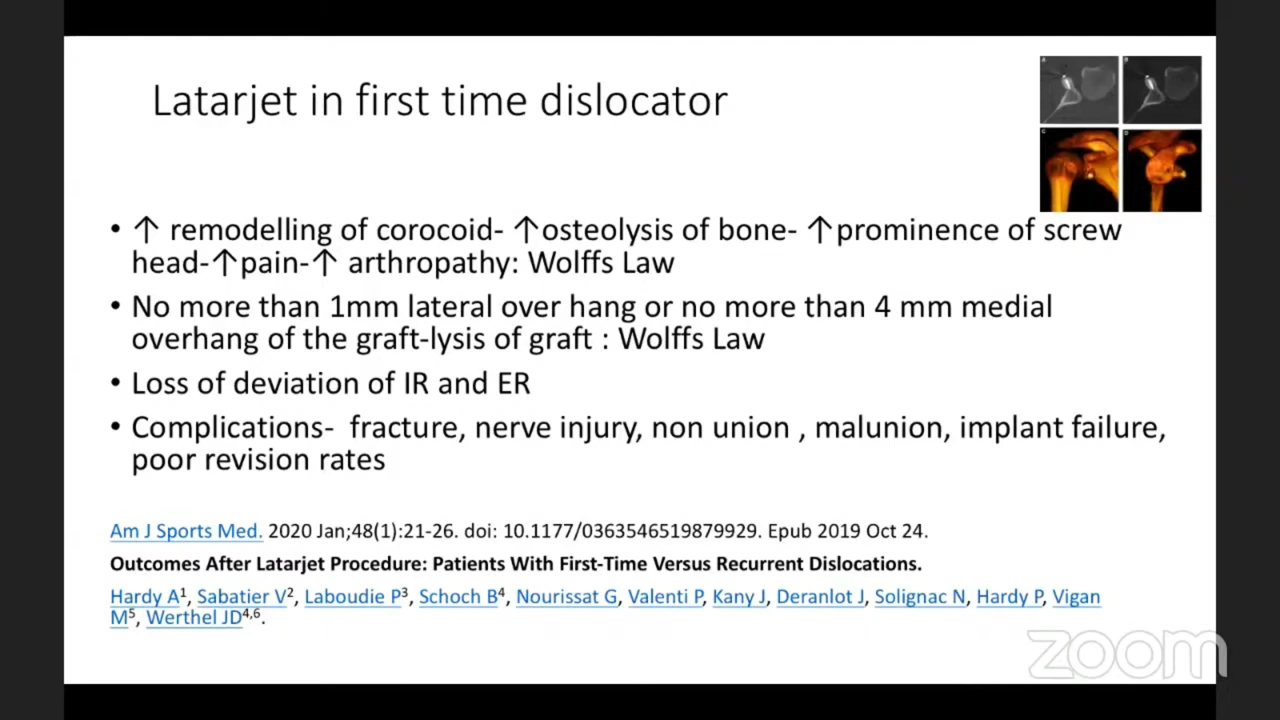 Latarjet in first time dislocator
• ↑ remodelling of corocoid- ↑osteolysis of bone- ↑prominence of screw
head-↑pain-↑ arthropathy: Wolffs Law
• No more than 1mm lateral over hang or no more than 4 mm medial
overhang of the graft-lysis of graft : Wolffs Law
• Loss of deviation of IR and ER
• Complications-  fracture, nerve injury, non union , malunion, implant failure,
poor revision rates
Am J Sports Med. 2020 Jan;48(1):21-26. doi: 10.1177/0363546519879929. Epub 2019 Oct 24.
Outcomes After Latarjet Procedure: Patients With First-Time Versus Recurrent Dislocations.
Hardy A1, Sabatier V2, Laboudie P3, Schoch B4, Nourissat G, Valenti P, Kany J, Deranlot J, Solignac N, Hardy P, Vigan
M5, Werthel JD4,6.
zoom